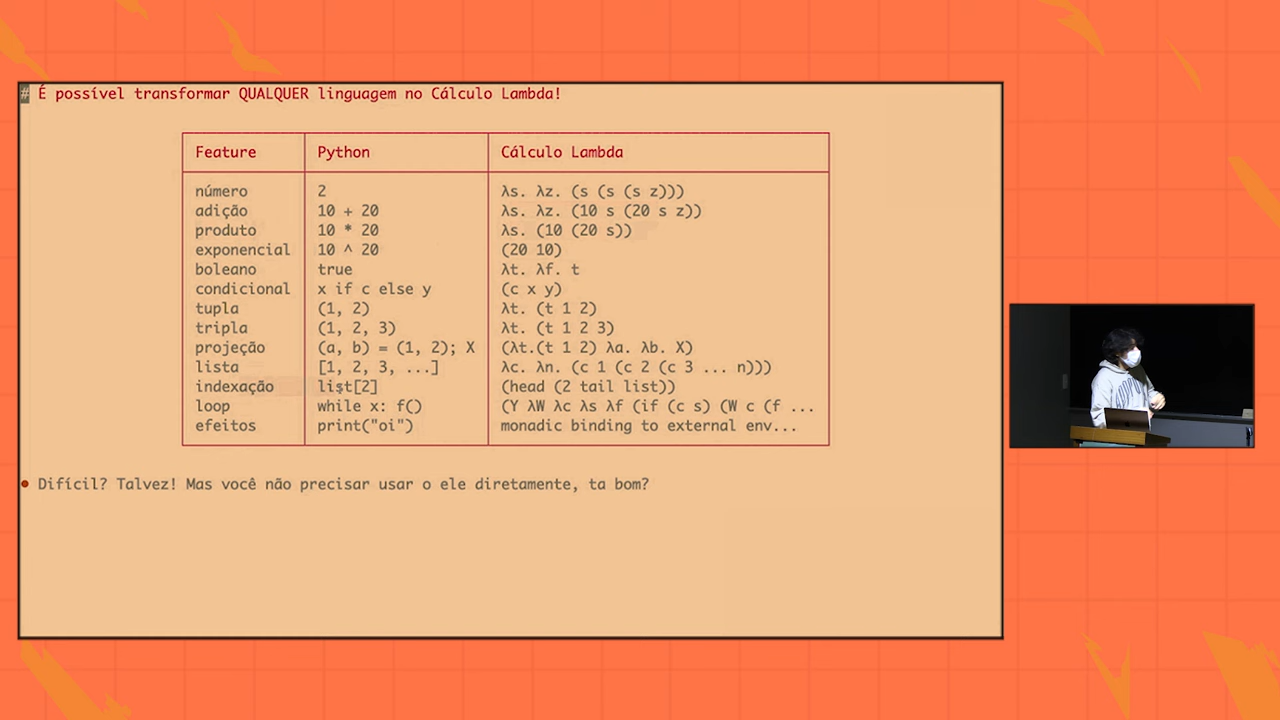 # É possível transformar QUALQUER linguagem no Cálculo Lambda!
Feature Python Cálculo Lambda
número 2 λs. λz. (s (s (s z)))
adição 10 + 20 λs. λz. (10 s (20 s z))
produto 10 * 20 λs. (10 (20 s))
exponencial 10 ^ 20 (20 10)
boleano true λt. λf. t
condicional x if c else y (c x y)
tupla (1, 2) λt. (t 1 2)
tripla (1, 2, 3) λt. (t 1 2 3)
projeção (a, b) = (1, 2); X (λt.(t 1 2) λa. λb. X)
lista [1, 2, 3, ...] λc. λn. (c 1 (c 2 (c 3 ... n)))
indexação list[2] (head (2 tail list))
loop while x: f() (Y λW λc λs λf (if (c s) (W c (f ...
efeitos print("oi") monadic binding to external env...
• Difícil? Talvez! Mas você não precisar usar o ele diretamente, ta bom?